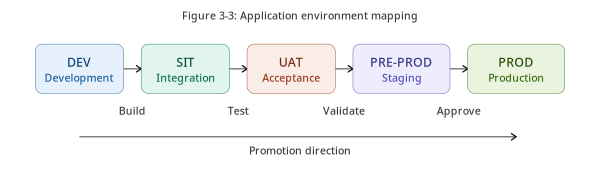 Figure 3-3: Application environment mapping
DEV
Development
SIT
Integration
UAT
Acceptance
PRE-PROD
Staging
PROD
Production
Build
Test
Validate
Approve
Promotion direction